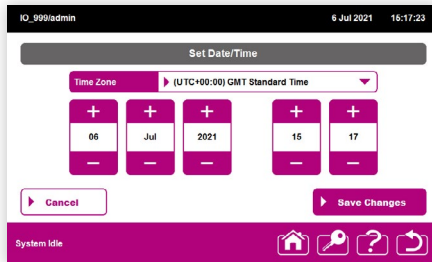 IO_999/admin 6 Jul 2021 15:17:23
Set Date/Time
Time Zone (UTC+00:00) GMT Standard Time
+ + + + +
06 Jul 2021 15 17
– – – – –
Cancel Save Changes
System Idle ?